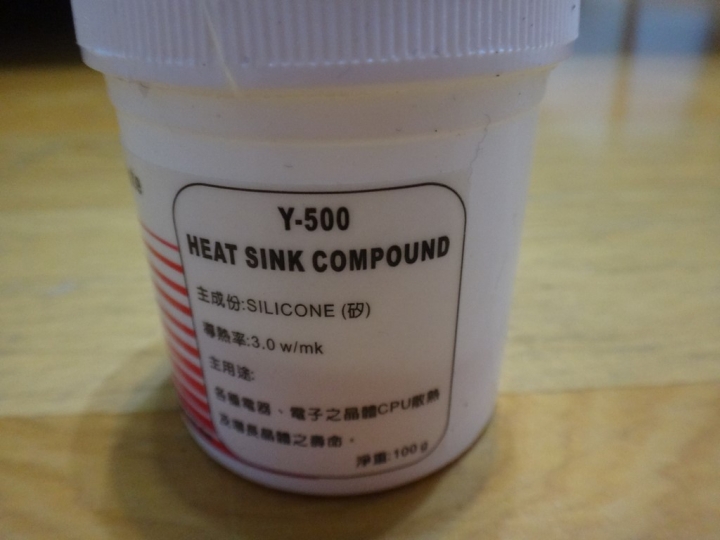 Y-500
HEAT SINK COMPOUND
主成份:SILICONE (矽)
導熱率:3.0 w/mk
主用途:
各種電器、電子之晶體CPU散熱
及增長晶體之壽命。
淨重:100 g